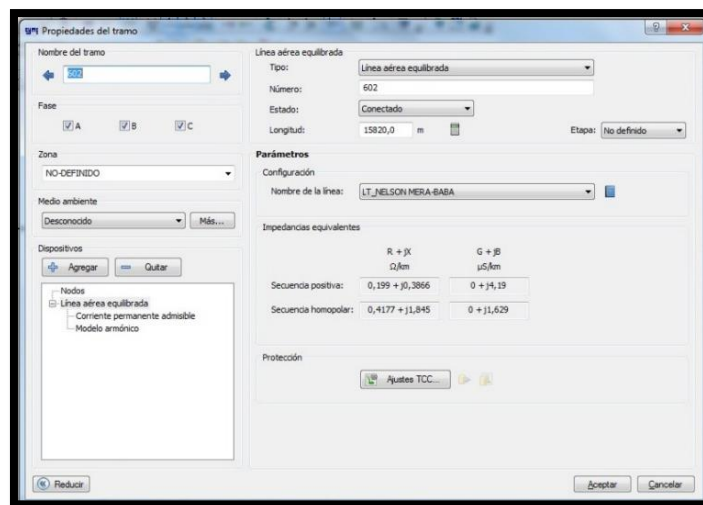 Propiedades del tramo
Nombre del tramo
602
Fase
A B C
Zona
NO-DEFINIDO
Medio ambiente
Desconocido Más...
Dispositivos
Agregar Quitar
Nodos
Línea aérea equilibrada
Corriente permanente admisible
Modelo armónico
Reducir
Línea aérea equilibrada
Tipo: Línea aérea equilibrada
Número: 602
Estado: Conectado
Longitud: 15820,0 m Etapa: No definido
Parámetros
Configuración
Nombre de la línea: LT_NELSON MERA-BABA
Impedancias equivalentes
R + jX G + jB
Ω/km µS/km
Secuencia positiva: 0,199 + j0,3866 0 + j4,19
Secuencia homopolar: 0,4177 + j1,845 0 + j1,629
Protección
Ajustes TCC...
Aceptar Cancelar